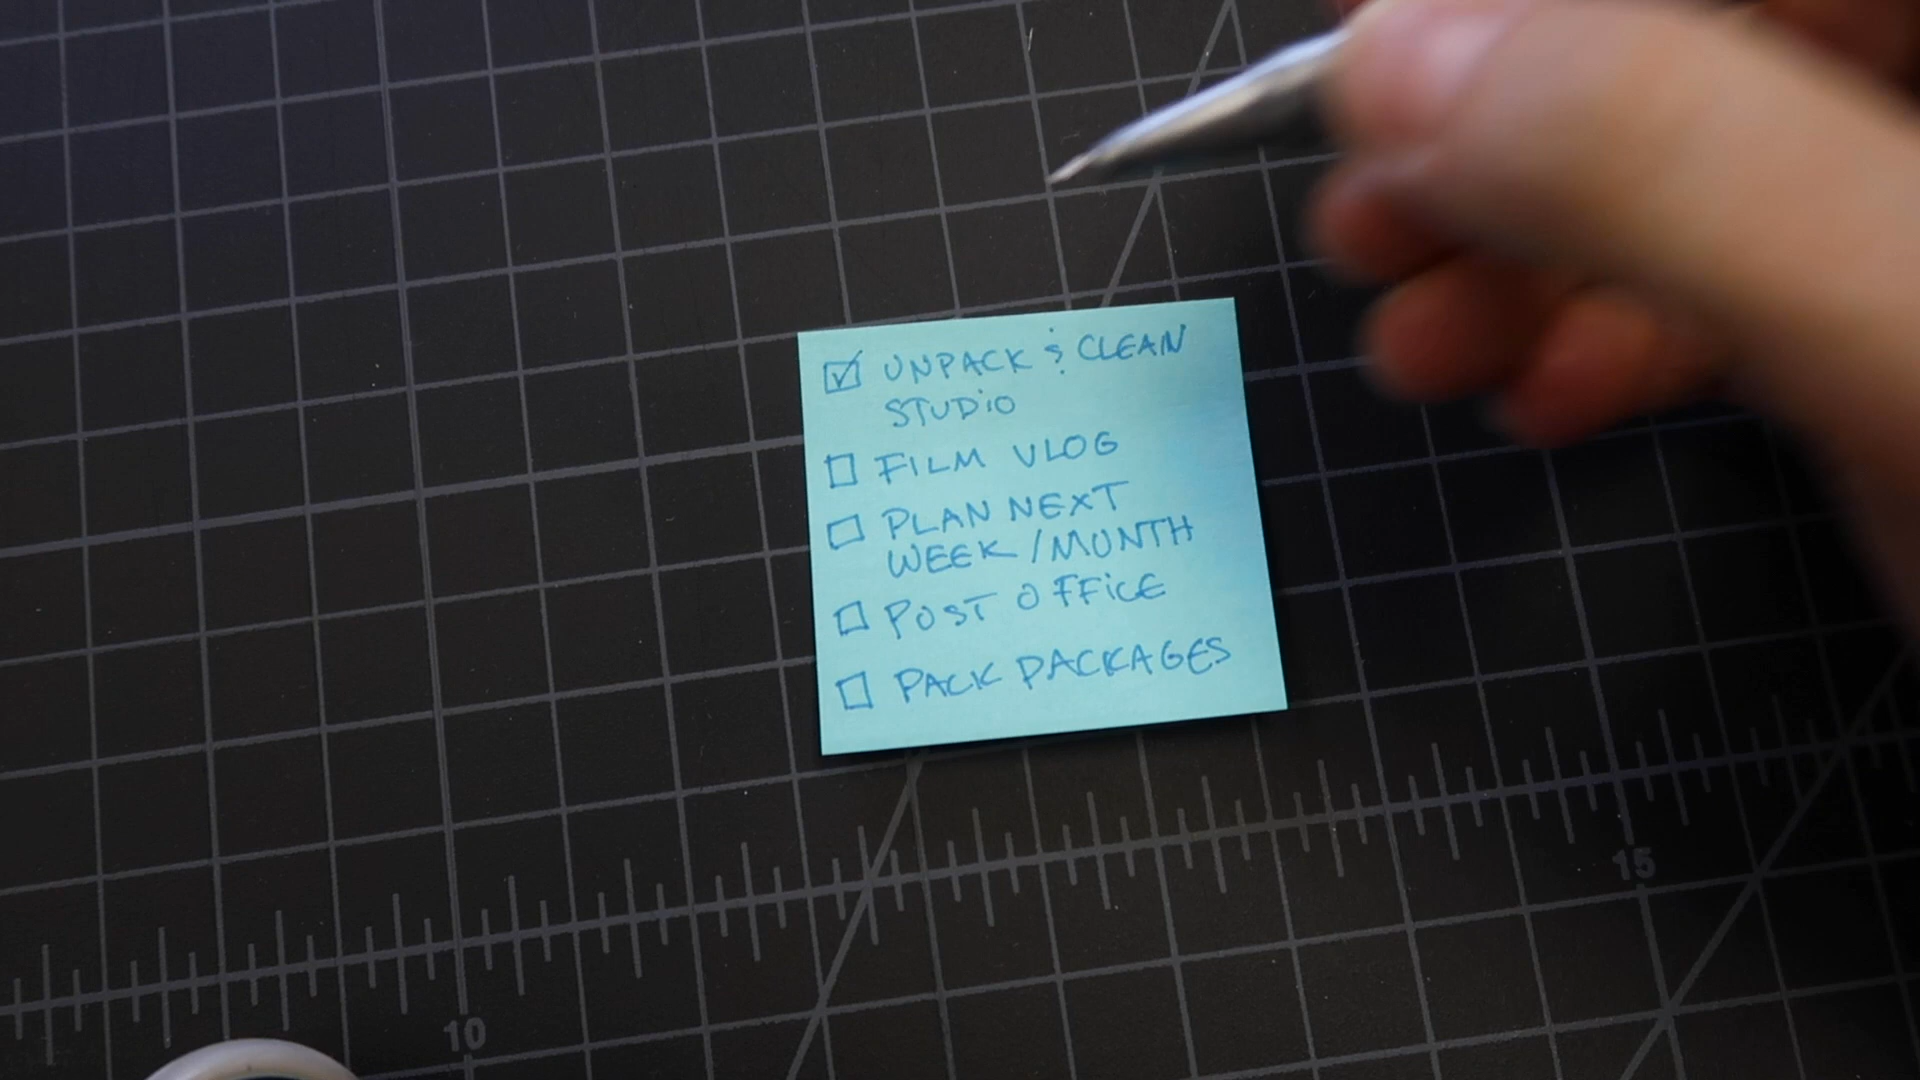 ☑ UNPACK & CLEAN
STUDIO
☐ FILM VLOG
☐ PLAN NEXT
WEEK/MONTH
☐ POST OFFICE
☐ PACK PACKAGES
15
10